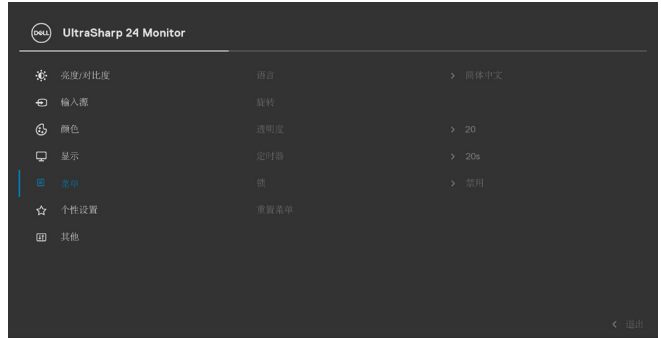 DELL UltraSharp 24 Monitor
亮度/对比度 语言 > 简体中文
输入源 旋转
颜色 透明度 > 20
显示 定时器 > 20s
菜单 锁 > 禁用
个性设置 重置菜单
其他
< 退出